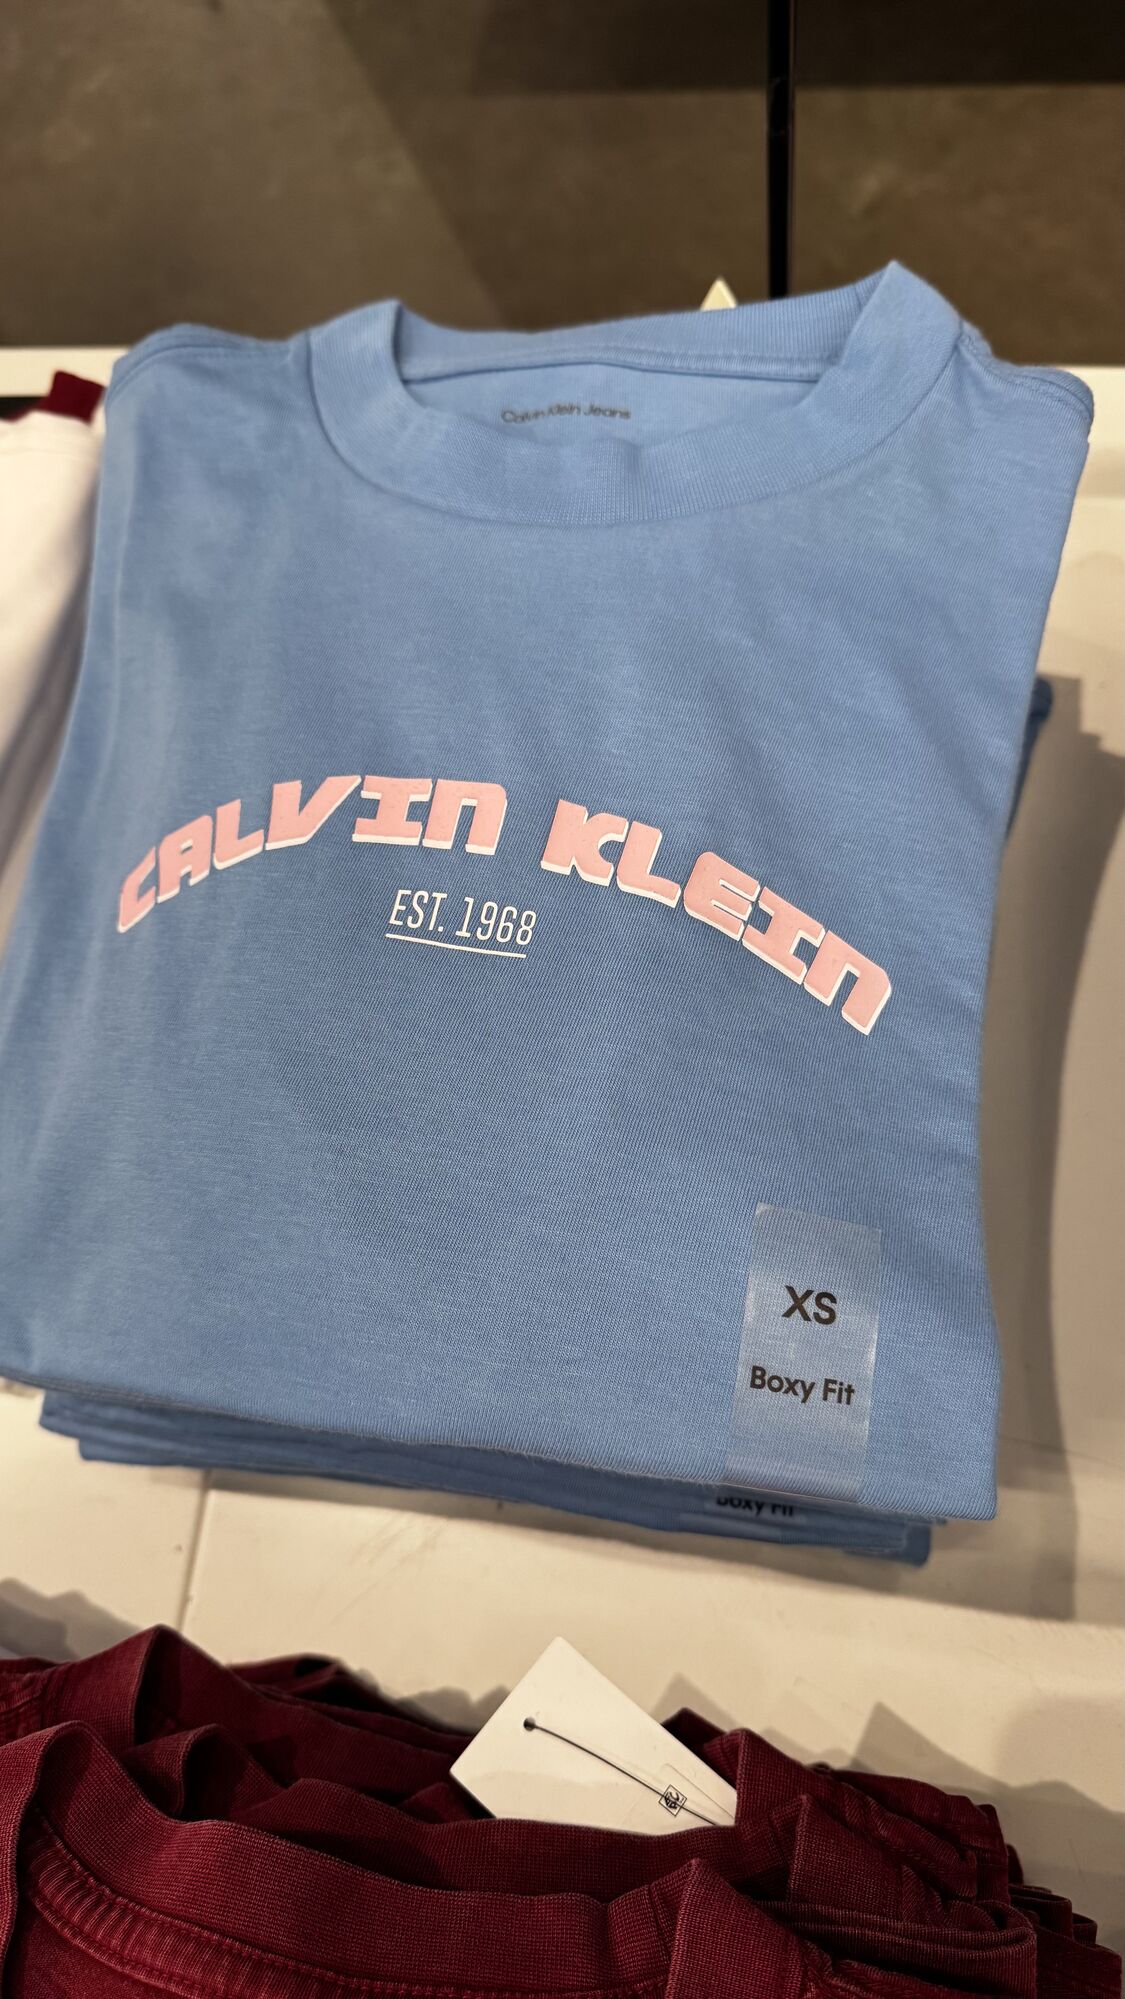 Calvin Klein Jeans
CALVIN KLEIN
EST. 1968
XS
Boxy Fit
Boxy Fit